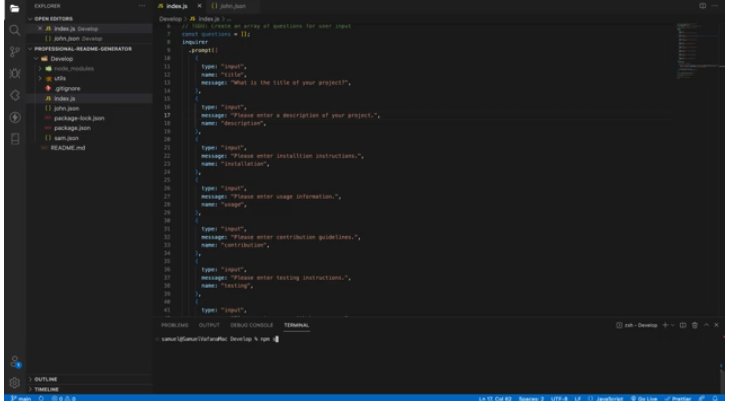 EXPLORER
index.js
john.json
OPEN EDITORS
index.js Develop
john.json Develop
PROFESSIONAL-README-GENERATOR
Develop
node_modules
utils
.gitignore
index.js
john.json
package-lock.json
package.json
sam.json
README.md
OUTLINE
TIMELINE
Develop > index.js > ...
6 // TODO: Create an array of questions for user input
7 const questions = [];
8 inquirer
9 .prompt([
10 {
11 type: "input",
12 name: "title",
13 message: "What is the title of your project?",
14 },
15 {
16 type: "input",
17 message: "Please enter a description of your project.",
18 name: "description",
19 },
20 {
21 type: "input",
22 message: "Please enter installtion instructions.",
23 name: "installation",
24 },
25 {
26 type: "input",
27 message: "Please enter usage information.",
28 name: "usage",
29 },
30 {
31 type: "input",
32 message: "Please enter contribution guidelines.",
33 name: "contribution",
34 },
35 {
36 type: "input",
37 message: "Please enter testing instructions.",
38 name: "testing",
39 },
40 {
41 type: "input",
PROBLEMS OUTPUT DEBUG CONSOLE TERMINAL
zsh - Develop
samuel@SamuelVafanaMac Develop % npm
main 0 0 Ln 17, Col 62 Spaces: 2 UTF-8 LF {} JavaScript Go Live Prettier